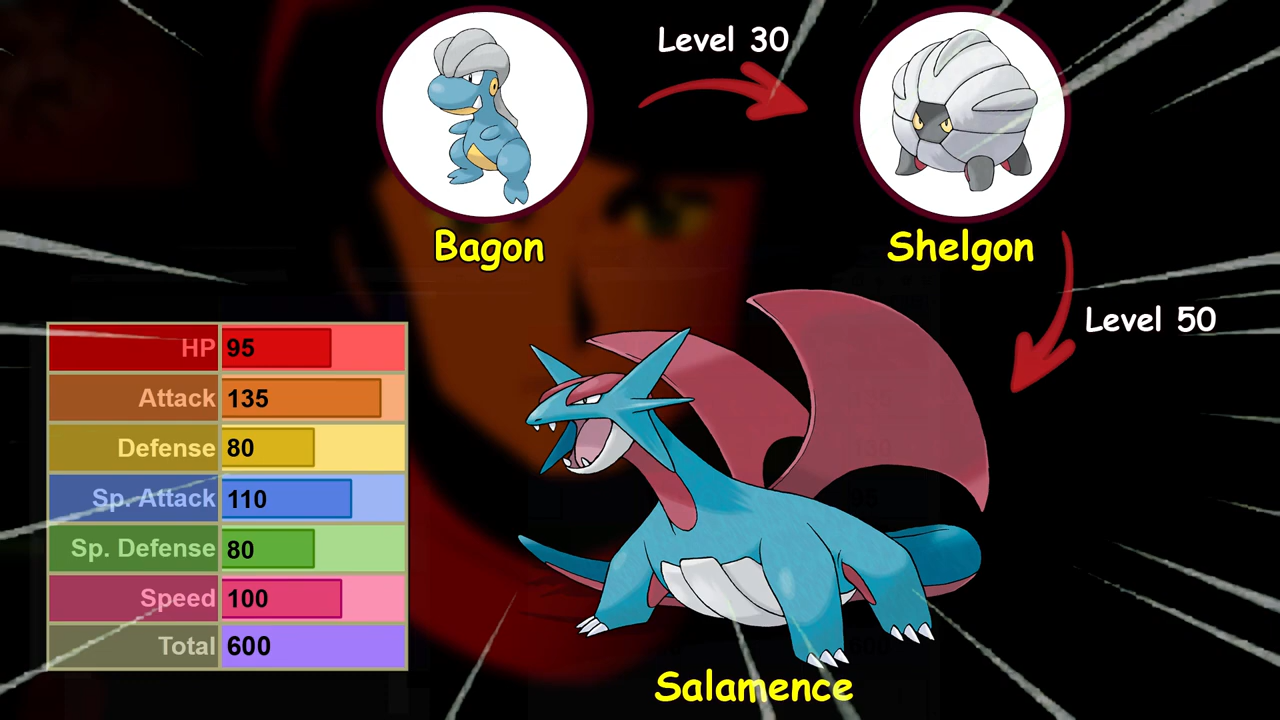 Level 30
Bagon
Shelgon
Level 50
HP 95
Attack 135
Defense 80
Sp. Attack 110
Sp. Defense 80
Speed 100
Total 600
Salamence